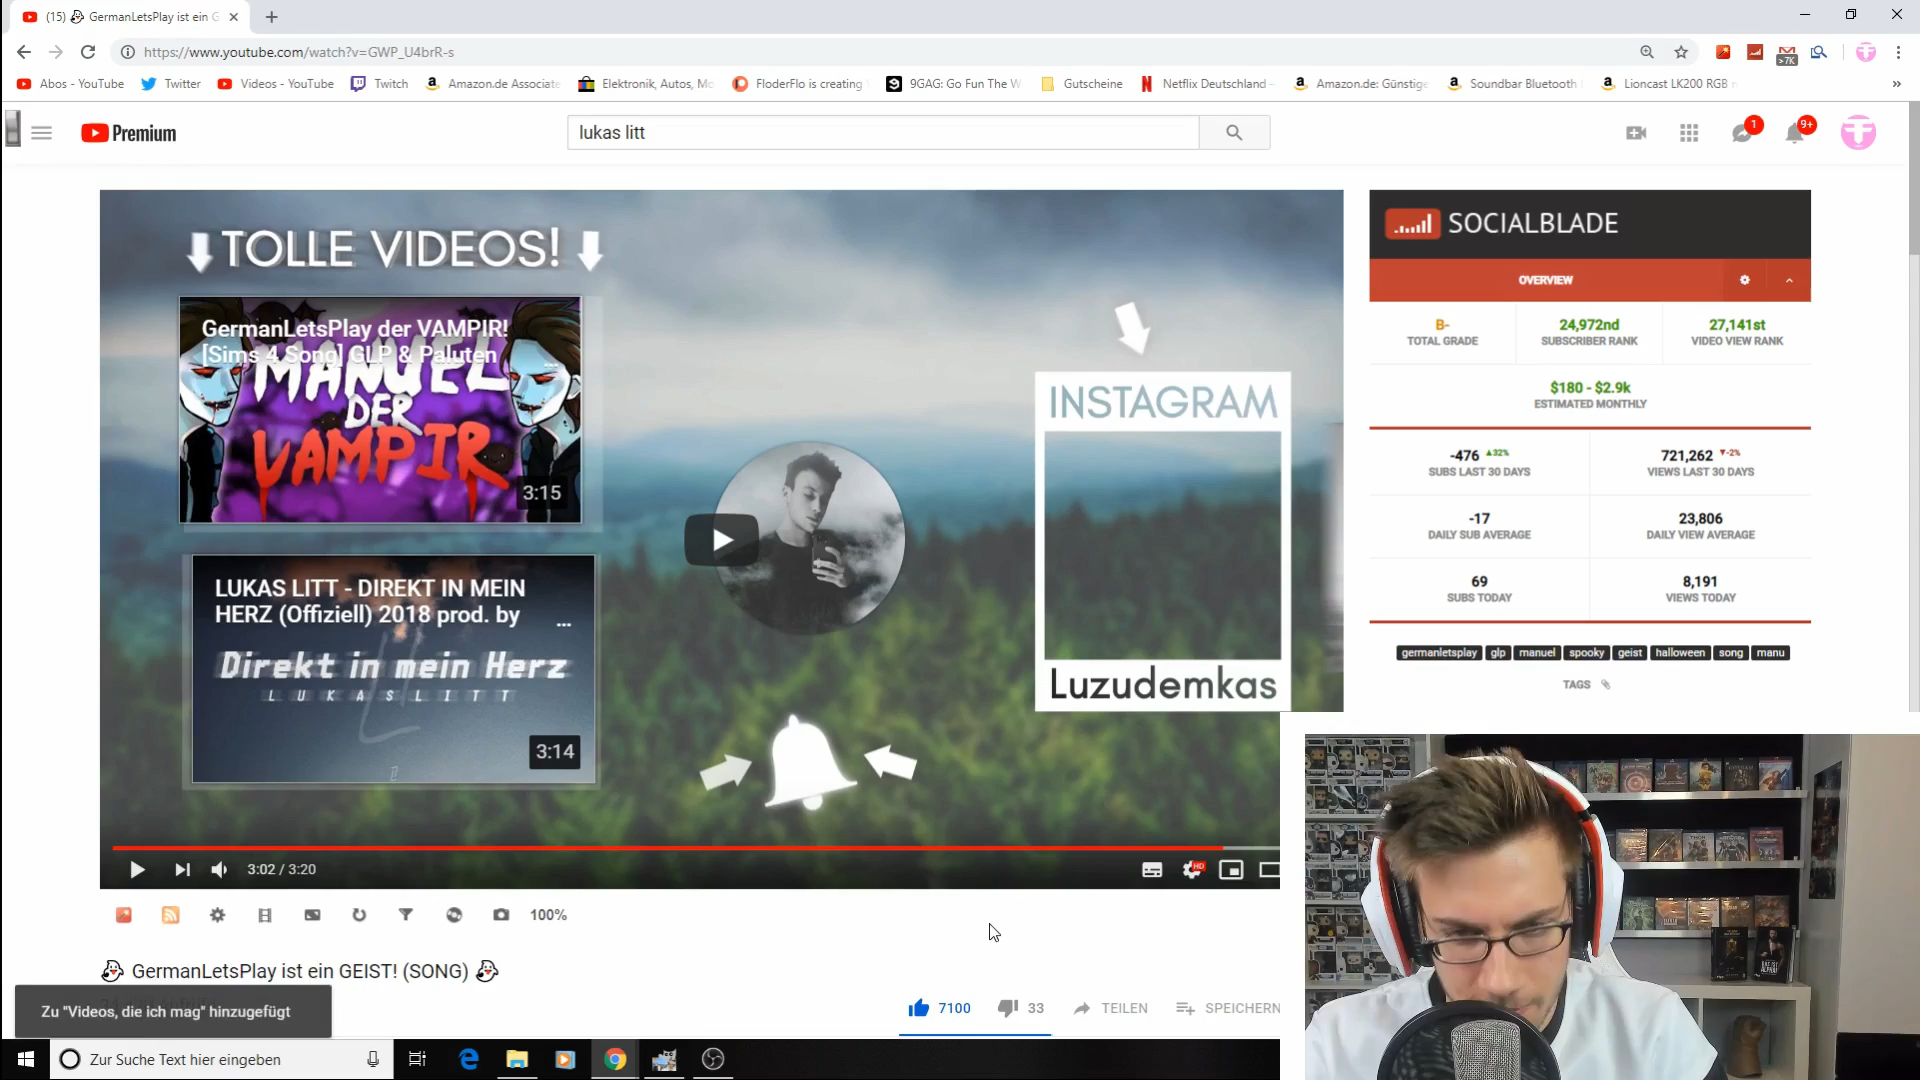 (15) GermanLetsPlay ist ein G
https://www.youtube.com/watch?v=GWP_U4brR-s
>7K
Abos - YouTube
Twitter
Videos - YouTube
Twitch
Amazon.de Associate
Elektronik, Autos, Mo
FloderFlo is creating
9GAG: Go Fun The W
Gutscheine
Netflix Deutschland -
Amazon.de: Günstige
Soundbar Bluetooth
Lioncast LK200 RGB
»
Premium
lukas litt
1
9+
TOLLE VIDEOS!
GermanLetsPlay der VAMPIR!
[Sims 4 Song] GLP & Paluten
...
MANUEL
DER
VAMPIR
3:15
LUKAS LITT - DIREKT IN MEIN
HERZ (Offiziell) 2018 prod. by
...
Direkt in mein Herz
LUKASLITT
3:14
INSTAGRAM
Luzudemkas
3:02 / 3:20
HD
SOCIALBLADE
OVERVIEW
B-
TOTAL GRADE
24,972nd
SUBSCRIBER RANK
27,141st
VIDEO VIEW RANK
$180 - $2.9k
ESTIMATED MONTHLY
-476 ▲32%
SUBS LAST 30 DAYS
721,262 ▼-2%
VIEWS LAST 30 DAYS
-17
DAILY SUB AVERAGE
23,806
DAILY VIEW AVERAGE
69
SUBS TODAY
8,191
VIEWS TODAY
germanletsplay glp manuel spooky geist halloween song manu
TAGS
100%
GermanLetsPlay ist ein GEIST! (SONG)
Zu "Videos, die ich mag" hinzugefügt
7100
33
TEILEN
SPEICHERN
Zur Suche Text hier eingeben